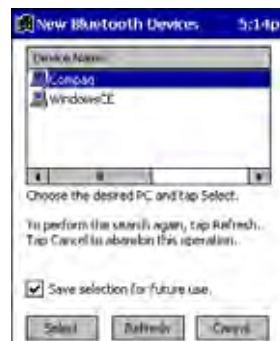 New Bluetooth Devices 5:14p
Device Name
Compaq
WindowsCE
Choose the desired PC and tap Select.
To perform the search again, tap Refresh.
Tap Cancel to abandon this operation.
Save selection for future use.
Select Refresh Cancel